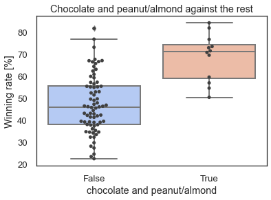 Chocolate and peanut/almond against the rest
Winning rate [%]
80
70
60
50
40
30
20
False
True
chocolate and peanut/almond